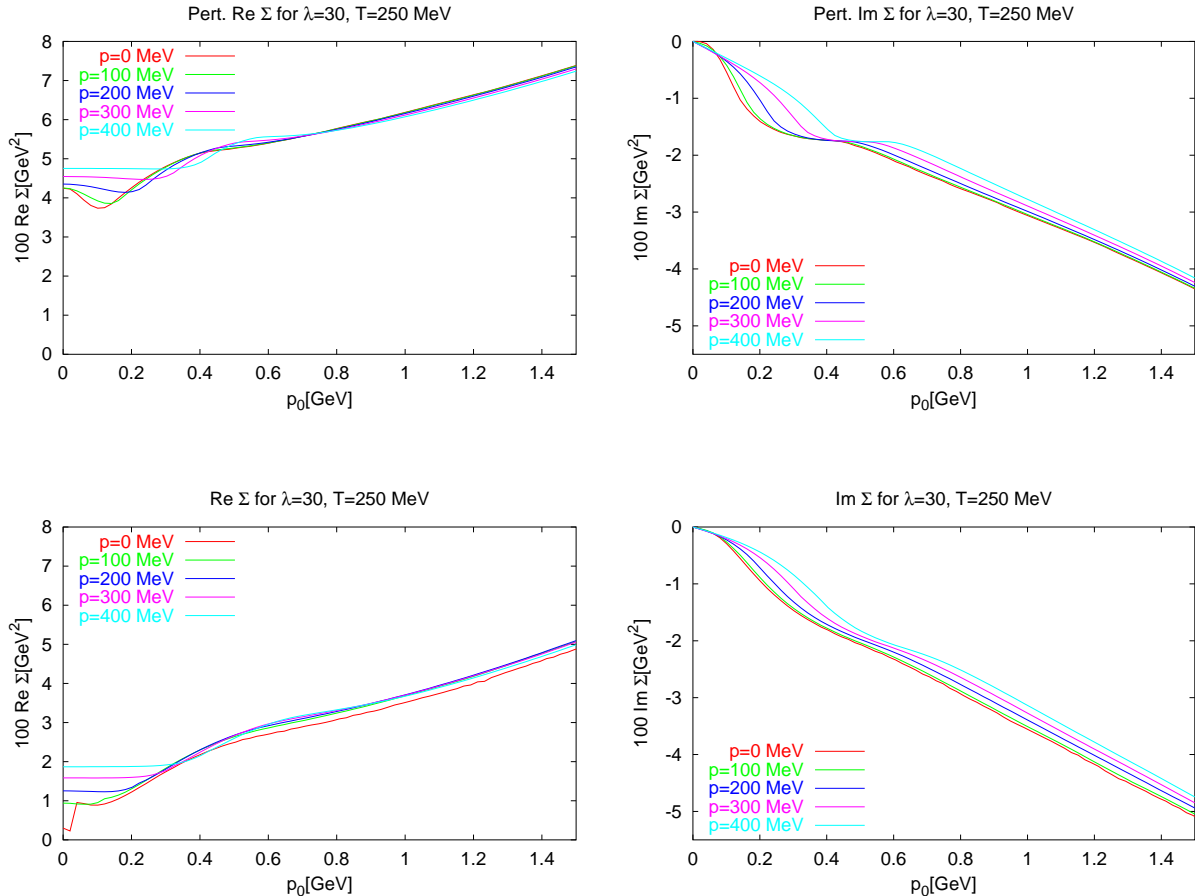 Pert. Re Σ for λ=30, T=250 MeV
100 Re Σ[GeV²]
8
7
6
5
4
3
2
1
0
p=0 MeV
p=100 MeV
p=200 MeV
p=300 MeV
p=400 MeV
0 0.2 0.4 0.6 0.8 1 1.2 1.4
p₀[GeV]
Pert. Im Σ for λ=30, T=250 MeV
100 Im Σ[GeV²]
0
-1
-2
-3
-4
-5
p=0 MeV
p=100 MeV
p=200 MeV
p=300 MeV
p=400 MeV
0 0.2 0.4 0.6 0.8 1 1.2 1.4
p₀[GeV]
Re Σ for λ=30, T=250 MeV
100 Re Σ[GeV²]
8
7
6
5
4
3
2
1
0
p=0 MeV
p=100 MeV
p=200 MeV
p=300 MeV
p=400 MeV
0 0.2 0.4 0.6 0.8 1 1.2 1.4
p₀[GeV]
Im Σ for λ=30, T=250 MeV
100 Im Σ[GeV²]
0
-1
-2
-3
-4
-5
p=0 MeV
p=100 MeV
p=200 MeV
p=300 MeV
p=400 MeV
0 0.2 0.4 0.6 0.8 1 1.2 1.4
p₀[GeV]